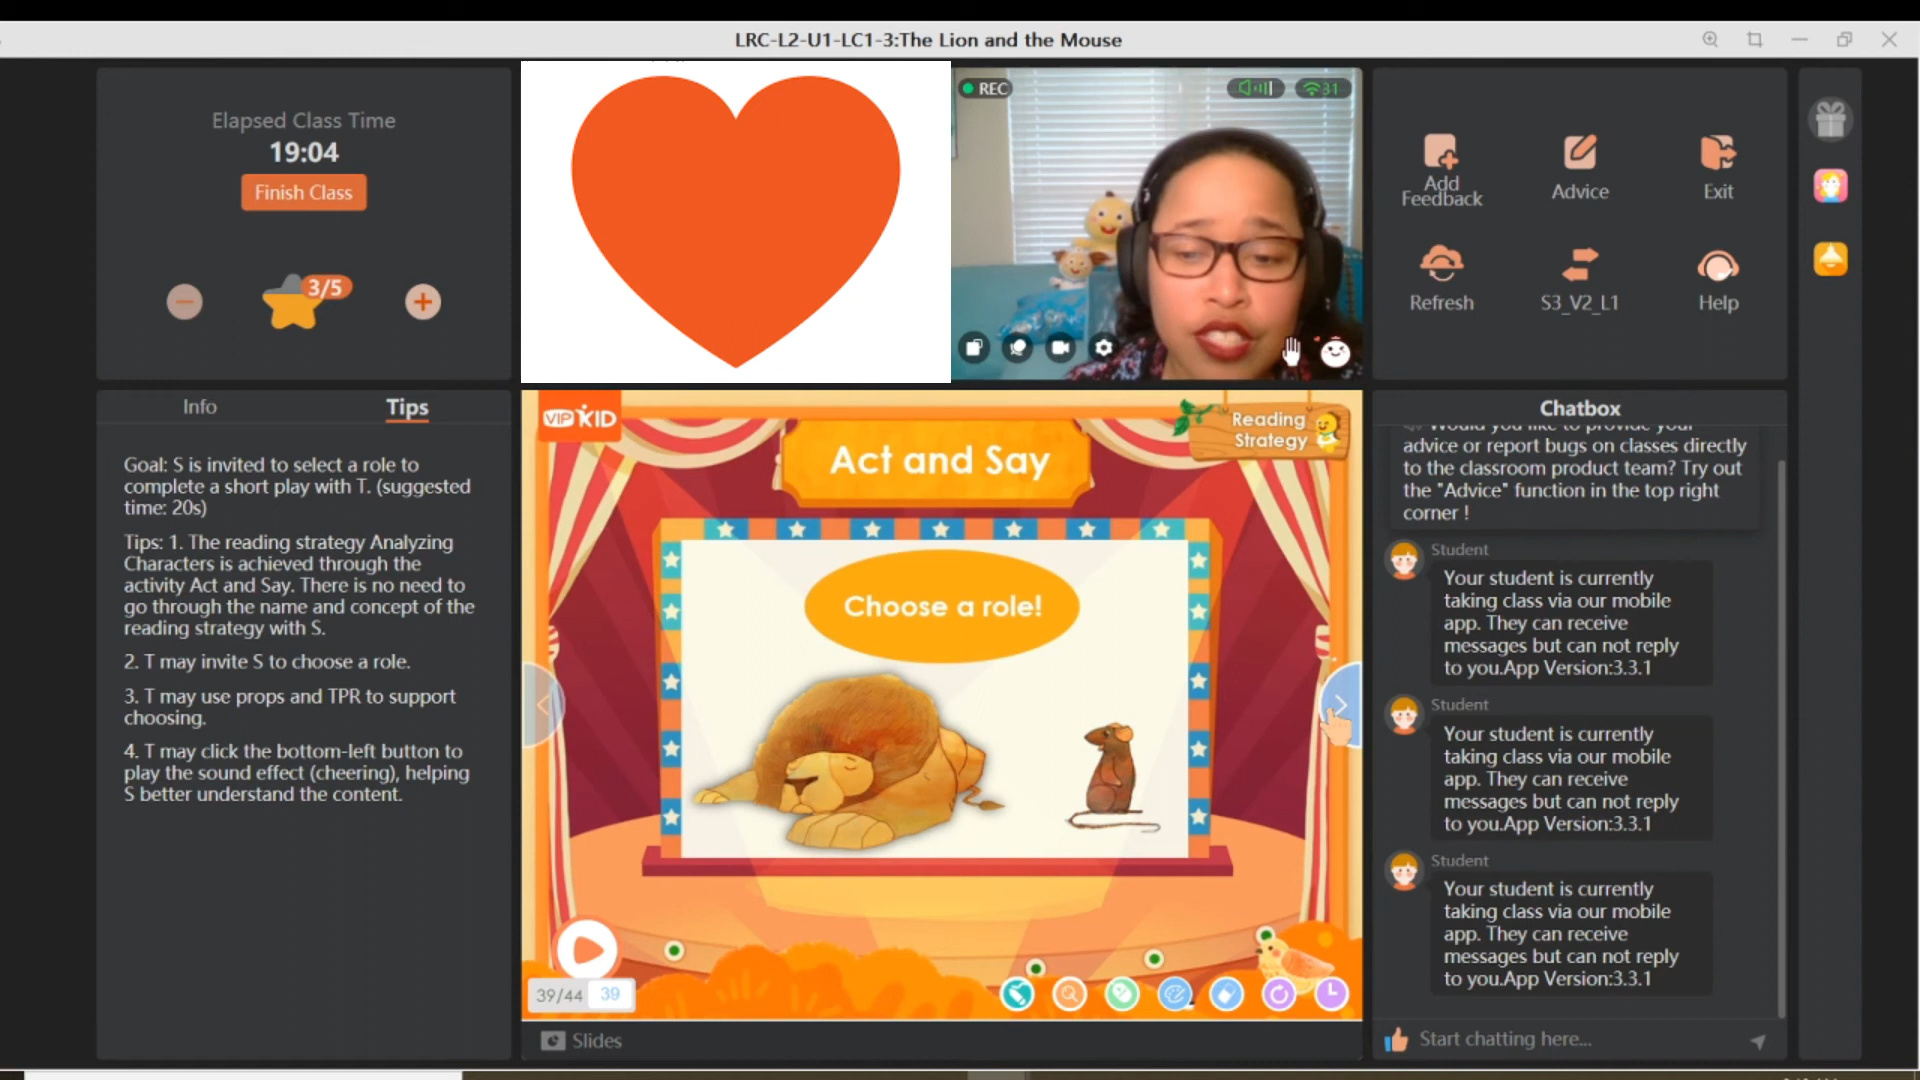 LRC-L2-U1-LC1-3:The Lion and the Mouse
Elapsed Class Time
19:04
Finish Class
3/5
REC
31
Add
Feedback
Advice
Exit
Refresh
S3_V2_L1
Help
Info
Tips
Goal: S is invited to select a role to
complete a short play with T. (suggested
time: 20s)
Tips: 1. The reading strategy Analyzing
Characters is achieved through the
activity Act and Say. There is no need to
go through the name and concept of the
reading strategy with S.
2. T may invite S to choose a role.
3. T may use props and TPR to support
choosing.
4. T may click the bottom-left button to
play the sound effect (cheering), helping
S better understand the content.
VIPKID
Reading
Strategy
Act and Say
Choose a role!
39/44
39
Slides
Chatbox
Would you like to provide your
advice or report bugs on classes directly
to the classroom product team? Try out
the "Advice" function in the top right
corner !
Student
Your student is currently
taking class via our mobile
app. They can receive
messages but can not reply
to you.App Version:3.3.1
Student
Your student is currently
taking class via our mobile
app. They can receive
messages but can not reply
to you.App Version:3.3.1
Student
Your student is currently
taking class via our mobile
app. They can receive
messages but can not reply
to you.App Version:3.3.1
Start chatting here...